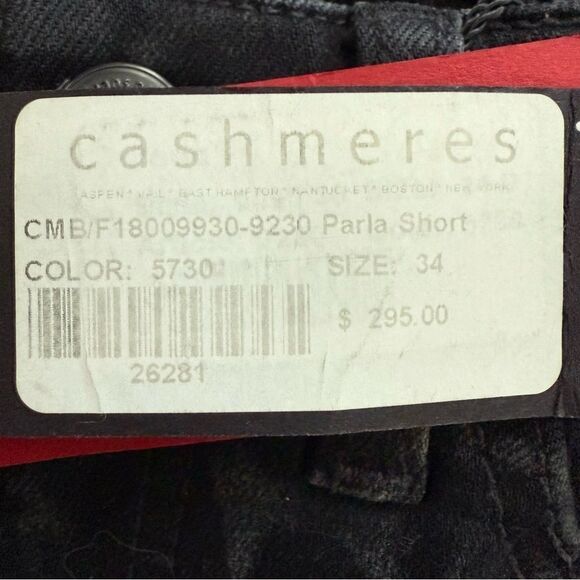 cashmeres
ASPEN * VAIL * EAST HAMPTON * NANTUCKET * BOSTON * NEW YORK
CMB/F18009930-9230 Parla Short
COLOR: 5730 SIZE: 34
$ 295.00
26281